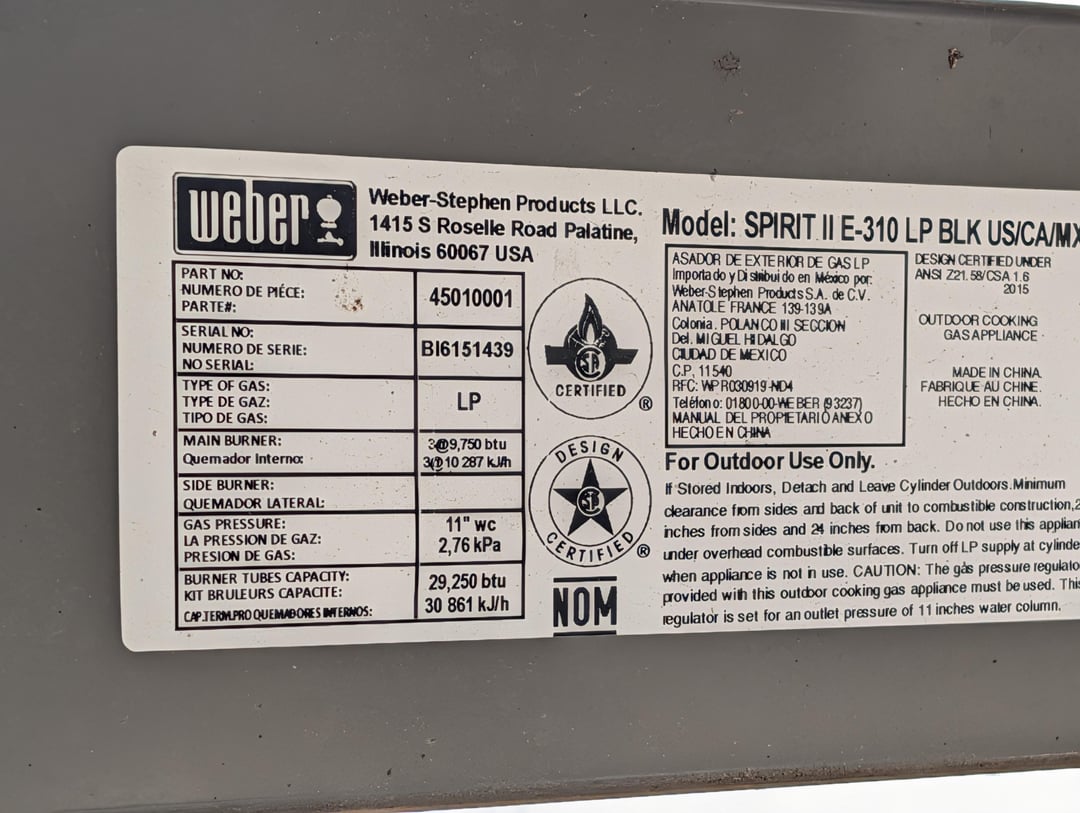 weber
Weber-Stephen Products LLC.
1415 S Roselle Road Palatine,
Illinois 60067 USA
PART NO:
NUMERO DE PIÉCE:
PARTE#:
45010001
SERIAL NO:
NUMERO DE SERIE:
NO SERIAL:
BI6151439
TYPE OF GAS:
TYPE DE GAZ:
TIPO DE GAS:
LP
MAIN BURNER:
Quemador Interno:
3@9,750 btu
3@10 287 kJ/h
SIDE BURNER:
QUEMADOR LATERAL:
GAS PRESSURE:
LA PRESSION DE GAZ:
PRESION DE GAS:
11" wc
2,76 kPa
BURNER TUBES CAPACITY:
KIT BRULEURS CAPACITE:
CAP.TERM.PRO QUEMADORES INTERNOS:
29,250 btu
30 861 kJ/h
CERTIFIED
®
DESIGN
CERTIFIED
®
NOM
Model: SPIRIT II E-310 LP BLK US/CA/MX
ASADOR DE EXTERIOR DE GAS LP
Importado y Distribuido en México por:
Weber-Stephen Products S.A. de C.V.
ANATOLE FRANCE 139-139A
Colonia. POLANCO III SECCION
Del. MIGUEL HIDALGO
CIUDAD DE MEXICO
C.P. 11540
RFC: WPR030919-ND4
Teléfono: 01800-00-WEBER (93237)
MANUAL DEL PROPIETARIO ANEXO
HECHO EN CHINA
DESIGN CERTIFIED UNDER
ANSI Z21.58/CSA 1.6
2015
OUTDOOR COOKING
GAS APPLIANCE
MADE IN CHINA.
FABRIQUE AU CHINE.
HECHO EN CHINA.
For Outdoor Use Only.
If Stored Indoors, Detach and Leave Cylinder Outdoors. Minimum
clearance from sides and back of unit to combustible construction, 2
inches from sides and 24 inches from back. Do not use this applian
under overhead combustible surfaces. Turn off LP supply at cylinde
when appliance is not in use. CAUTION: The gas pressure regulato
provided with this outdoor cooking gas appliance must be used. This
regulator is set for an outlet pressure of 11 inches water column.